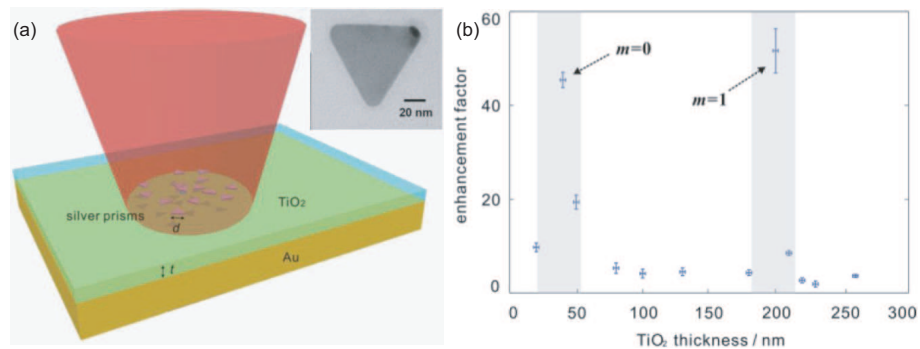 (a)
20 nm
silver prisms
d
TiO₂
t
Au
(b)
enhancement factor
60
40
20
0
m=0
m=1
0 50 100 150 200 250 300
TiO₂ thickness / nm